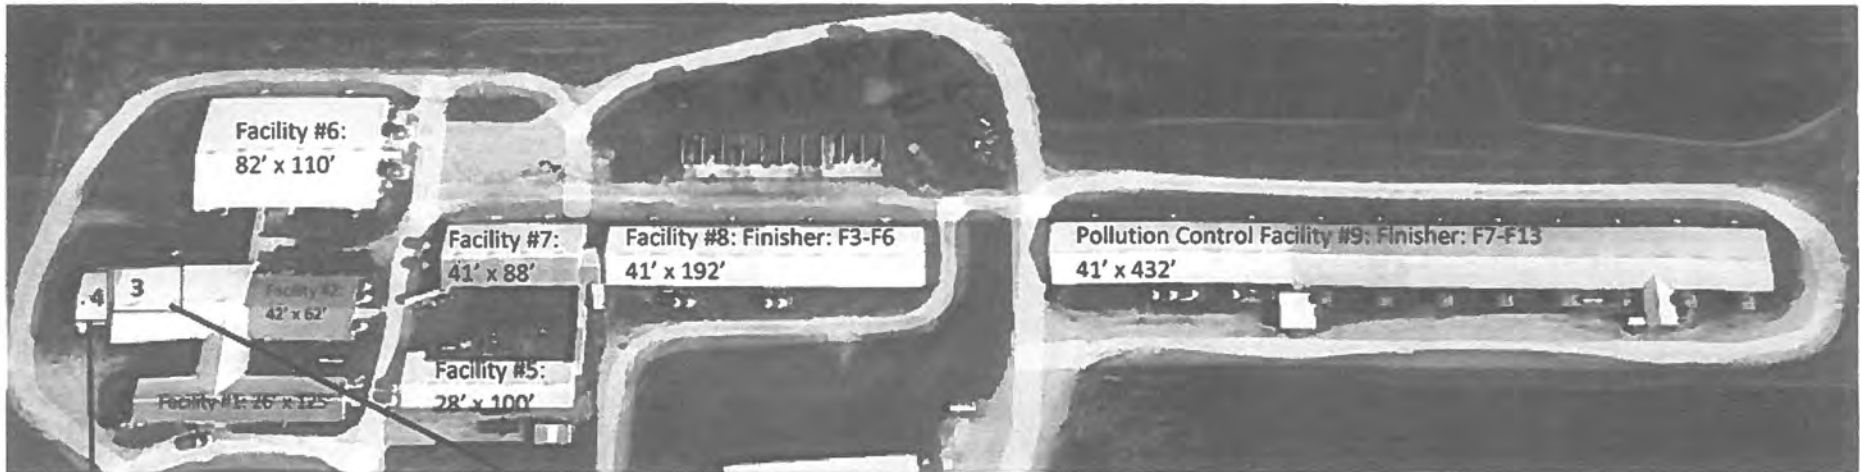 Facility #6:
82' x 110'
Facility #7:
41' x 88'
Facility #8: Finisher: F3-F6
41' x 192'
Pollution Control Facility #9: Finisher: F7-F13
41' x 432'
4
3
Facility #2:
42' x 62'
Facility #5:
28' x 100'
Facility #1: 26' x 125'